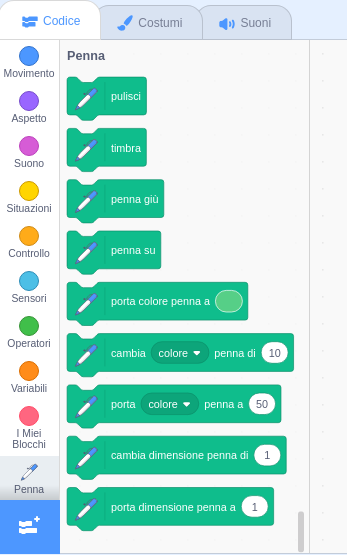 Codice
Costumi
Suoni
Movimento
Aspetto
Suono
Situazioni
Controllo
Sensori
Operatori
Variabili
I Miei
Blocchi
Penna
Penna
pulisci
timbra
penna giù
penna su
porta colore penna a
cambia colore penna di 10
porta colore penna a 50
cambia dimensione penna di 1
porta dimensione penna a 1